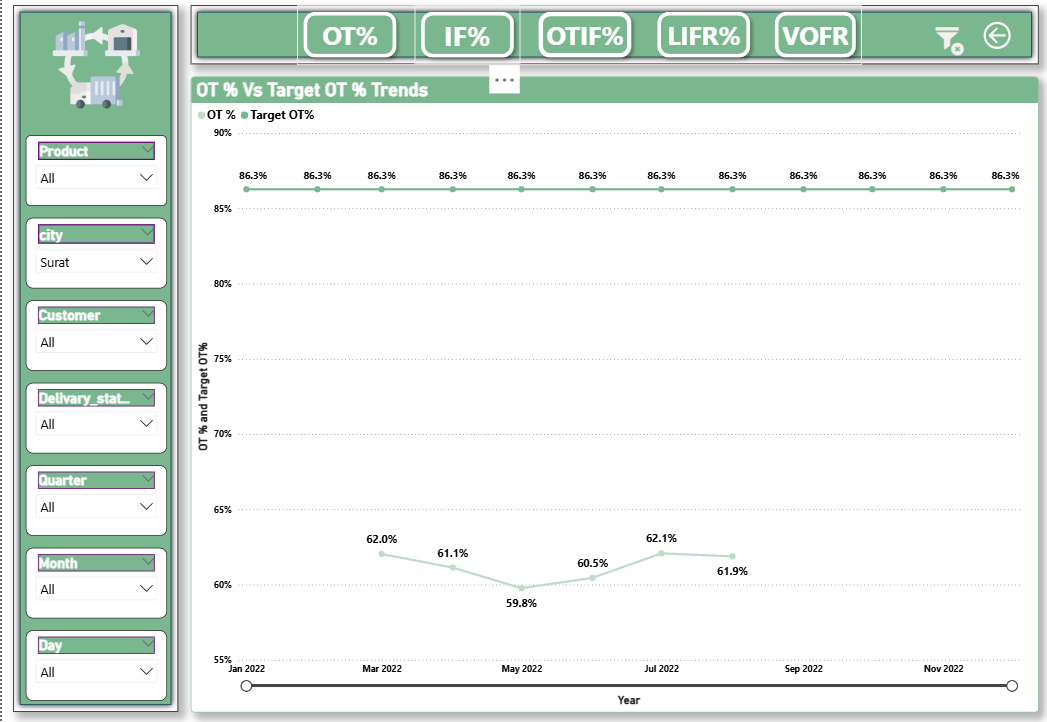 OT% IF% OTIF% LIFR% VOFR
...
Product
All
city
Surat
Customer
All
Delivary_stat...
All
Quarter
All
Month
All
Day
All
OT % Vs Target OT % Trends
OT % Target OT%
90%
85%
80%
75%
70%
65%
60%
55%
OT % and Target OT%
86.3% 86.3% 86.3% 86.3% 86.3% 86.3% 86.3% 86.3% 86.3% 86.3% 86.3% 86.3%
62.0% 61.1% 59.8% 60.5% 62.1% 61.9%
Jan 2022 Mar 2022 May 2022 Jul 2022 Sep 2022 Nov 2022
Year